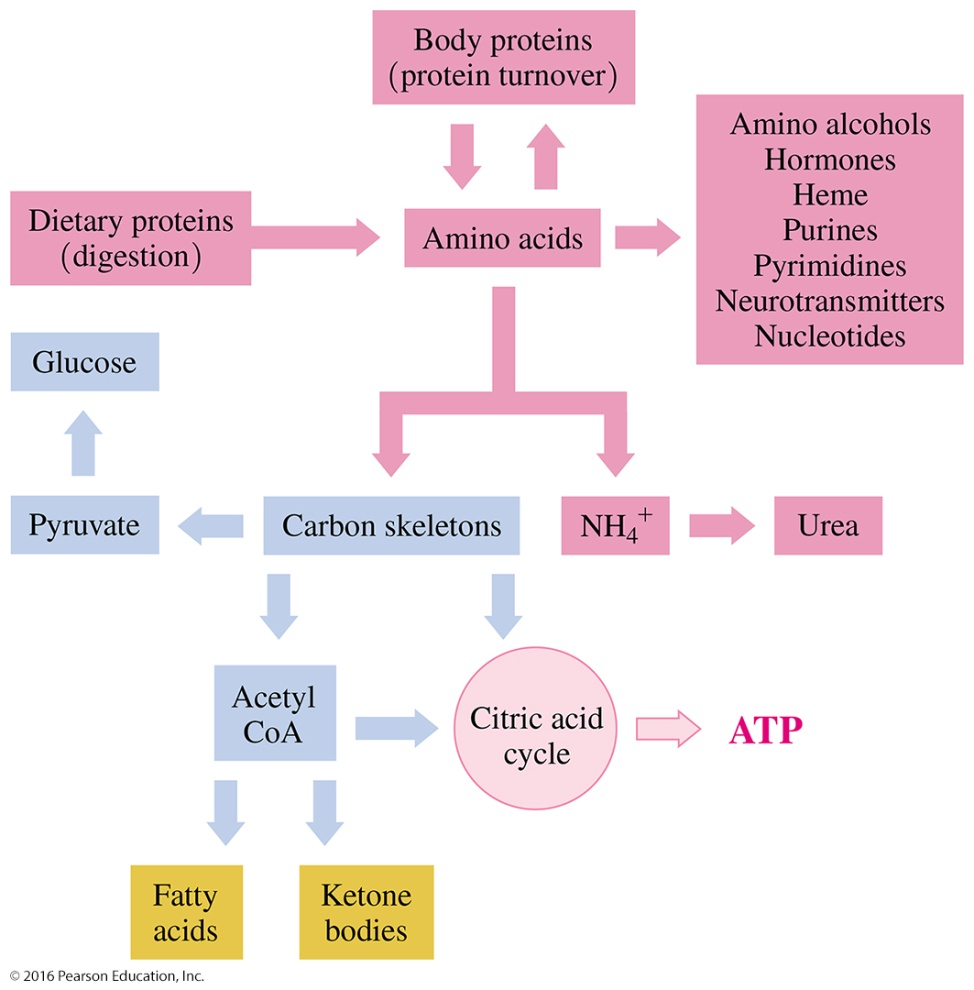 Body proteins
(protein turnover)
Amino alcohols
Hormones
Heme
Purines
Pyrimidines
Neurotransmitters
Nucleotides
Dietary proteins
(digestion)
Amino acids
Glucose
Pyruvate
Carbon skeletons
NH₄⁺
Urea
Acetyl
CoA
Citric acid
cycle
ATP
Fatty
acids
Ketone
bodies
© 2016 Pearson Education, Inc.